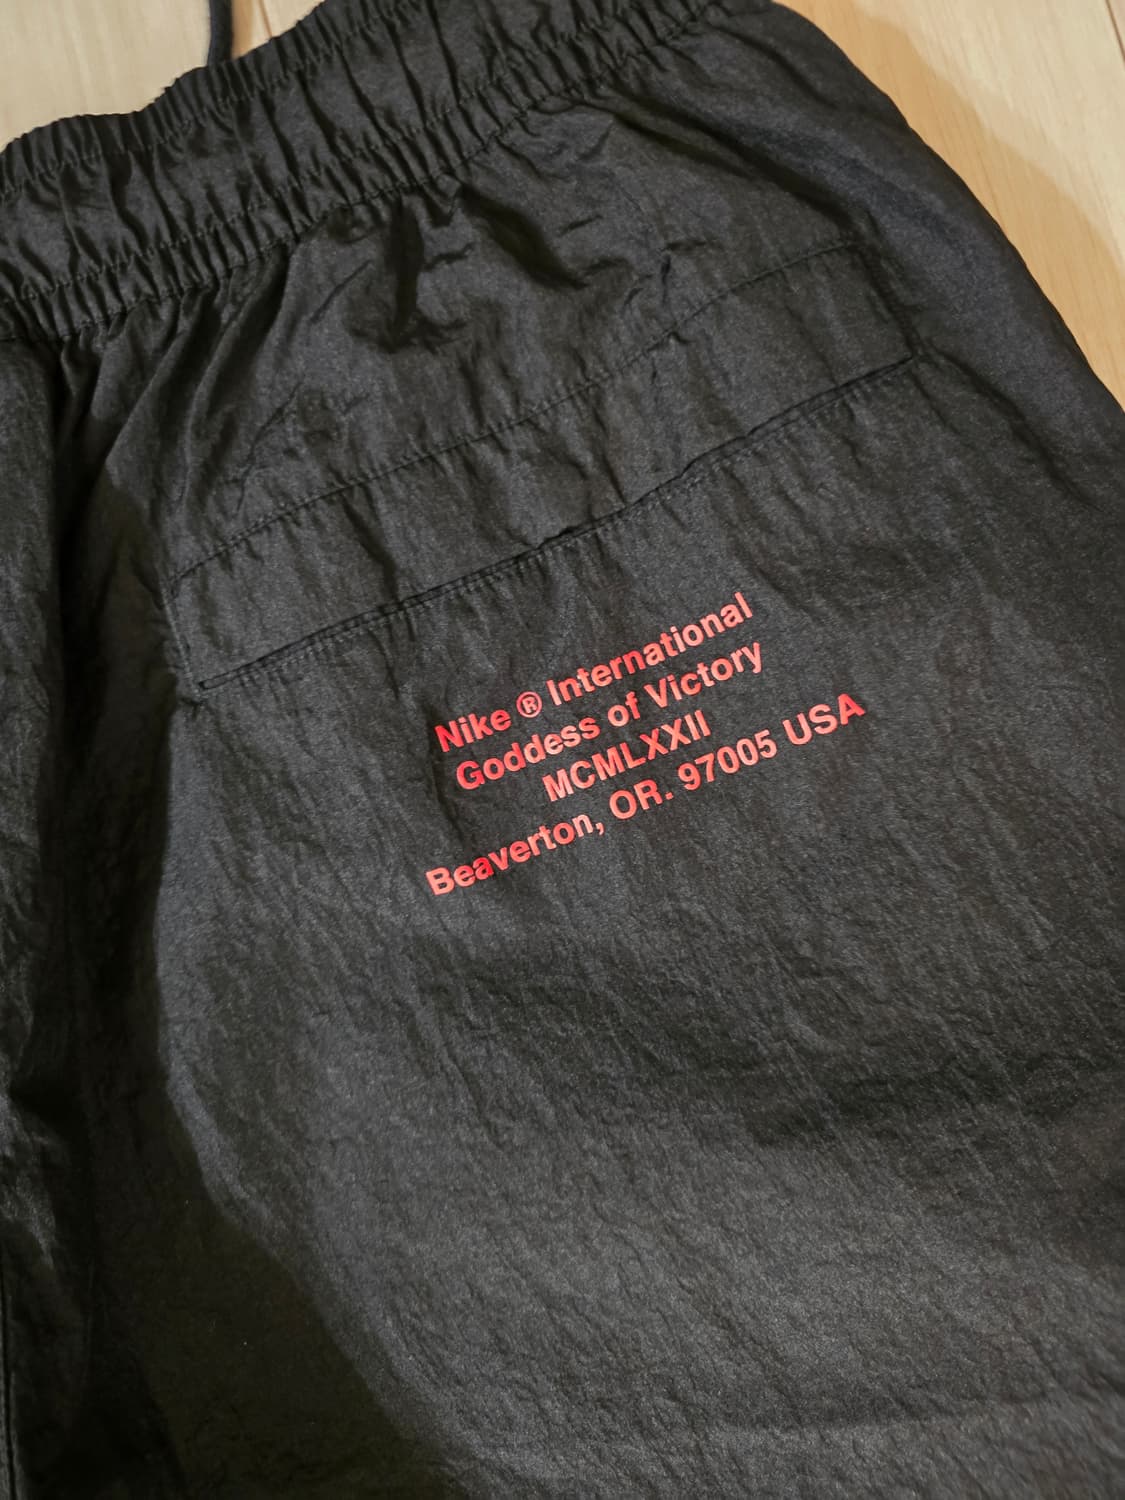 Nike ® International
Goddess of Victory
MCMLXXII
Beaverton, OR. 97005 USA